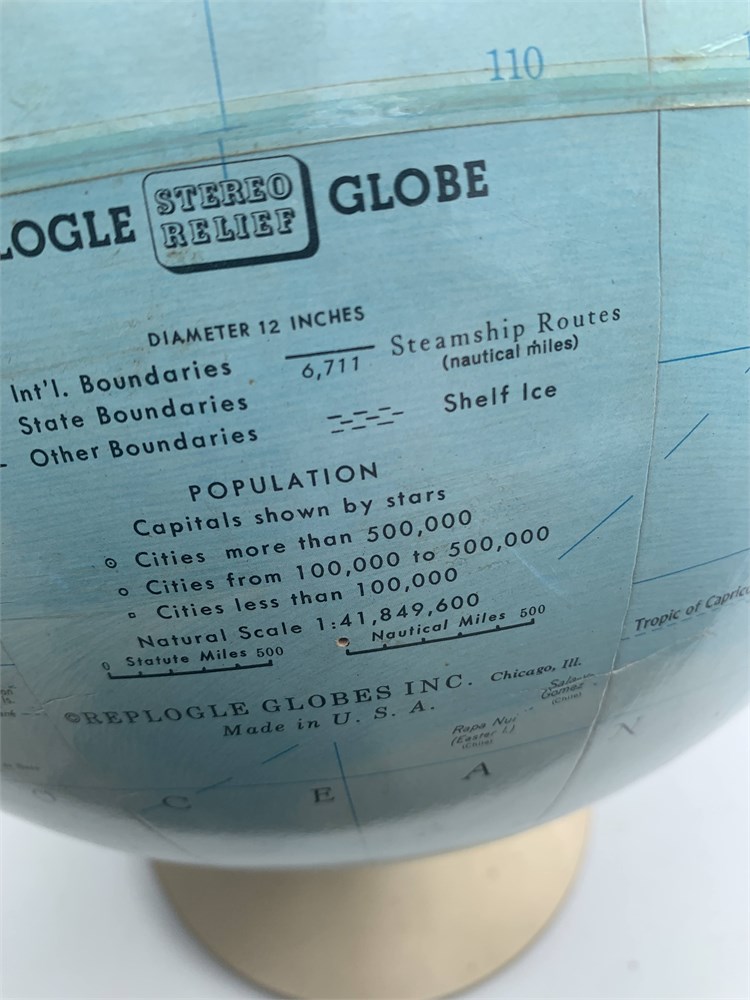 110
LOGLE STEREO RELIEF GLOBE
DIAMETER 12 INCHES
Int'l. Boundaries
State Boundaries
Other Boundaries
6,711
Steamship Routes
(nautical miles)
Shelf Ice
POPULATION
Capitals shown by stars
Cities more than 500,000
Cities from 100,000 to 500,000
Cities less than 100,000
Natural Scale 1:41,849,600
0 Statute Miles 500
Nautical Miles 500
©REPLOGLE GLOBES INC. Chicago, Ill.
Made in U. S. A.
Tropic of Caprico
Sala-y-
Gomez
(Chile)
Rapa Nui
(Easter I.)
(Chile)
O C E A N